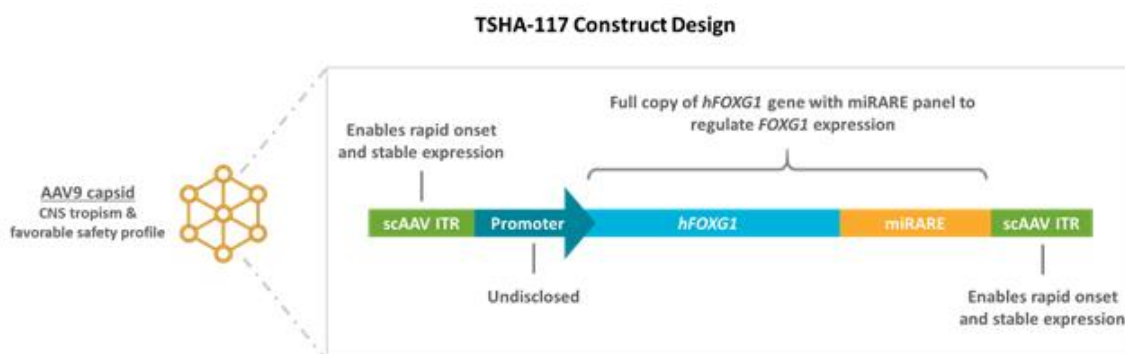 TSHA-117 Construct Design
Full copy of hFOXG1 gene with miRARE panel to
regulate FOXG1 expression
Enables rapid onset
and stable expression
AAV9 capsid
CNS tropism &
favorable safety profile
scAAV ITR
Promoter
hFOXG1
miRARE
scAAV ITR
Undisclosed
Enables rapid onset
and stable expression